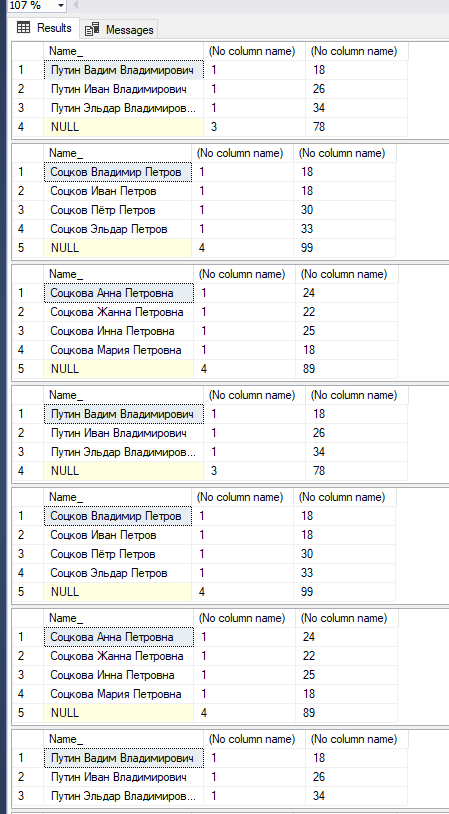 107 %
Results Messages
Name_ (No column name) (No column name)
1 Путин Вадим Владимирович 1 18
2 Путин Иван Владимирович 1 26
3 Путин Эльдар Владимиров... 1 34
4 NULL 3 78
Name_ (No column name) (No column name)
1 Соцков Владимир Петров 1 18
2 Соцков Иван Петров 1 18
3 Соцков Пётр Петров 1 30
4 Соцков Эльдар Петров 1 33
5 NULL 4 99
Name_ (No column name) (No column name)
1 Соцкова Анна Петровна 1 24
2 Соцкова Жанна Петровна 1 22
3 Соцкова Инна Петровна 1 25
4 Соцкова Мария Петровна 1 18
5 NULL 4 89
Name_ (No column name) (No column name)
1 Путин Вадим Владимирович 1 18
2 Путин Иван Владимирович 1 26
3 Путин Эльдар Владимиров... 1 34
4 NULL 3 78
Name_ (No column name) (No column name)
1 Соцков Владимир Петров 1 18
2 Соцков Иван Петров 1 18
3 Соцков Пётр Петров 1 30
4 Соцков Эльдар Петров 1 33
5 NULL 4 99
Name_ (No column name) (No column name)
1 Соцкова Анна Петровна 1 24
2 Соцкова Жанна Петровна 1 22
3 Соцкова Инна Петровна 1 25
4 Соцкова Мария Петровна 1 18
5 NULL 4 89
Name_ (No column name) (No column name)
1 Путин Вадим Владимирович 1 18
2 Путин Иван Владимирович 1 26
3 Путин Эльдар Владимиров... 1 34